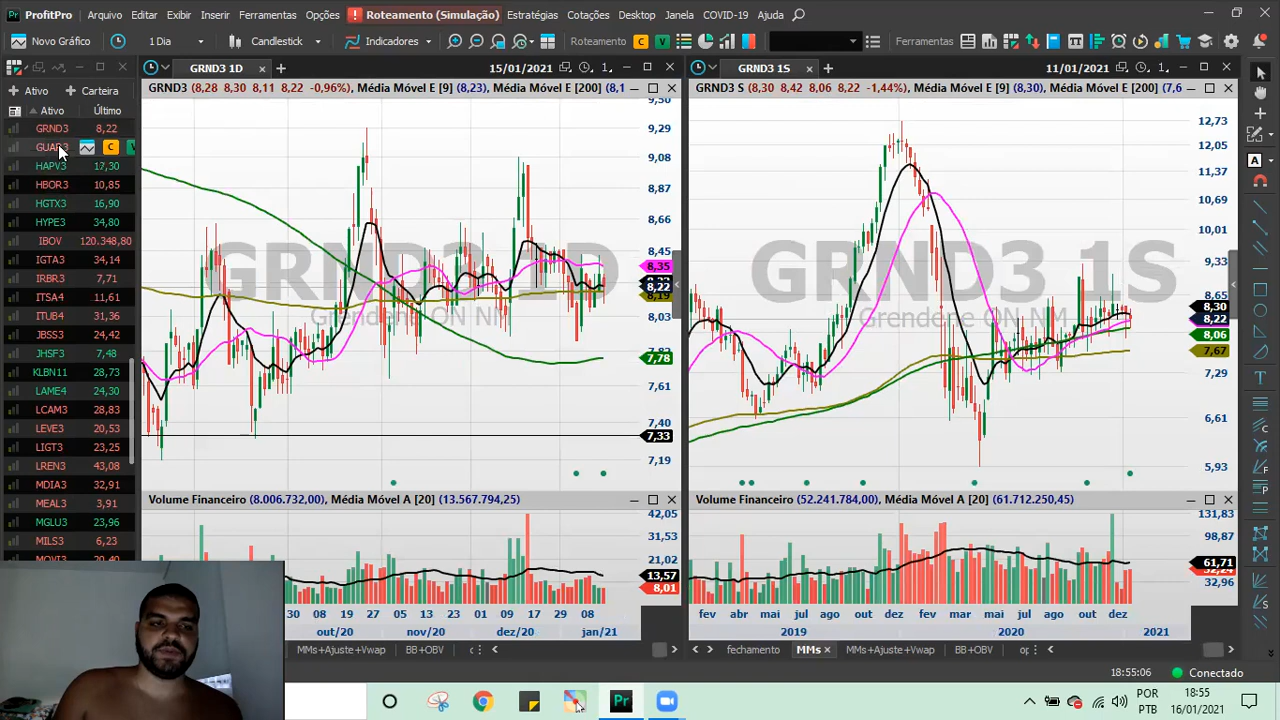 ProfitPro Arquivo Editar Exibir Inserir Ferramentas Opções ! Roteamento (Simulação) Estratégias Cotações Desktop Janela COVID-19 Ajuda
Novo Gráfico 1 Dia Candlestick Indicadores Roteamento C V Ferramentas
GRND3 1D 15/01/2021 1
GRND3 1S 11/01/2021 1
Ativo Carteira
GRND3 1D (8,28 8,30 8,11 8,22 -0,96%), Média Móvel E [9] (8,23), Média Móvel E [200] (8,1
GRND3 S (8,30 8,42 8,06 8,22 -1,44%), Média Móvel E [9] (8,30), Média Móvel E [200] (7,6
Ativo Último
GRND3 8,22
GUAR3 C V
HAPV3 17,30
HBOR3 10,85
HGTX3 16,90
HYPE3 34,80
IBOV 120.348,80
IGTA3 34,14
IRBR3 7,71
ITSA4 11,61
ITUB4 31,36
JBSS3 24,42
JHSF3 7,48
KLBN11 28,73
LAME4 24,30
LCAM3 28,83
LEVE3 20,53
LIGT3 23,25
LREN3 43,08
MDIA3 32,91
MEAL3 3,91
MGLU3 23,96
MILS3 6,23
MOVI3 20,40
GRND3 1D
Grendene ON NM
9,50
9,29
9,08
8,87
8,66
8,45
8,35
8,22
8,19
8,03
7,82
7,78
7,61
7,40
7,33
7,19
GRND3 1S
Grendene ON NM
12,73
12,05
11,37
10,69
10,01
9,33
8,65
8,30
8,22
8,06
7,67
7,29
6,61
5,93
Volume Financeiro (8.006.732,00), Média Móvel A [20] (13.567.794,25)
42,05
31,53
21,02
13,57
8,01
30 08 19 27 05 13 23 01 09 17 29 08
out/20 nov/20 dez/20 jan/21
MMs+Ajuste+Vwap BB+OBV
Volume Financeiro (52.241.784,00), Média Móvel A [20] (61.712.250,45)
131,83
98,87
61,71
32,96
fev abr mai jul ago out dez fev mar mai jul ago out dez
2019 2020 2021
fechamento MMs MMs+Ajuste+Vwap BB+OBV
18:55:06 Conectado
POR
PTB
18:55
16/01/2021